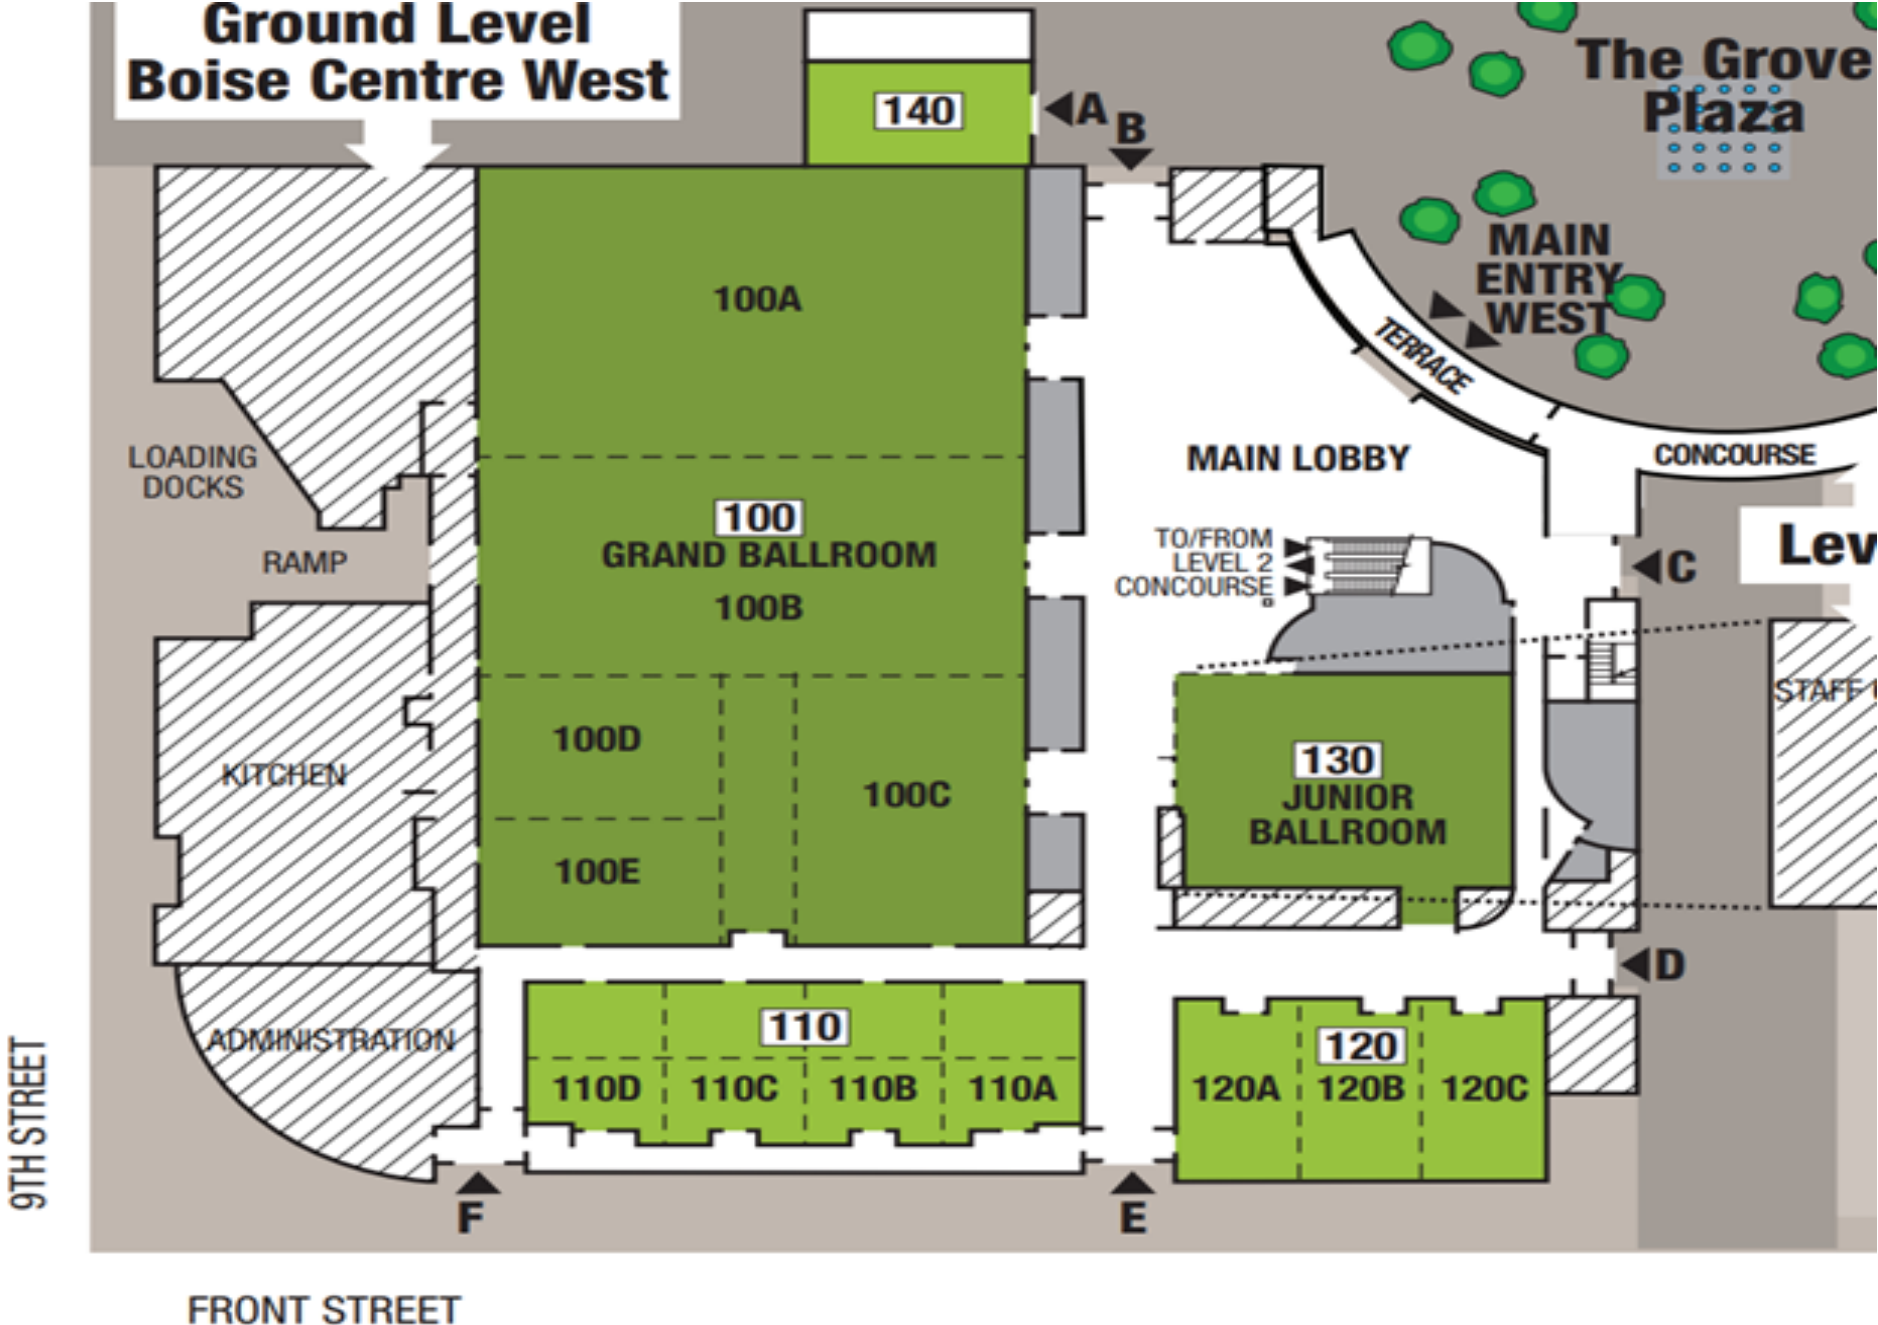 Ground Level
Boise Centre West
The Grove
Plaza
140
A
B
MAIN
ENTRY
WEST
100A
TERRACE
LOADING
DOCKS
MAIN LOBBY
CONCOURSE
100
GRAND BALLROOM
100B
RAMP
TO/FROM
LEVEL 2
CONCOURSE
C
Lev
STAFF
100D
100C
100E
KITCHEN
130
JUNIOR
BALLROOM
D
ADMINISTRATION
110
110D
110C
110B
110A
120
120A
120B
120C
F
E
9TH STREET
FRONT STREET